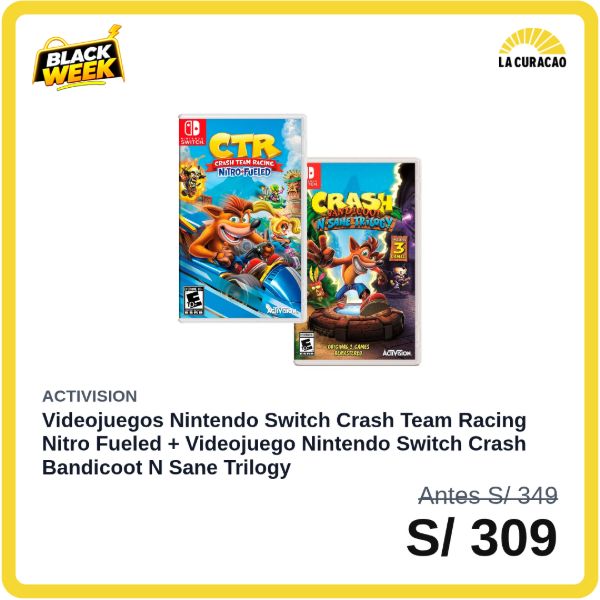 BLACK
WEEK
LA CURACAO
NINTENDO
SWITCH
CTR
CRASH TEAM RACING
NITRO-FUELED
ACTIVISION
CRASH
BANDICOOT
N. SANE TRILOGY
3
GAMES
ORIGINAL 3 GAMES
REMASTERED!
ACTIVISION
ACTIVISION
Videojuegos Nintendo Switch Crash Team Racing
Nitro Fueled + Videojuego Nintendo Switch Crash
Bandicoot N Sane Trilogy
Antes S/ 349
S/ 309